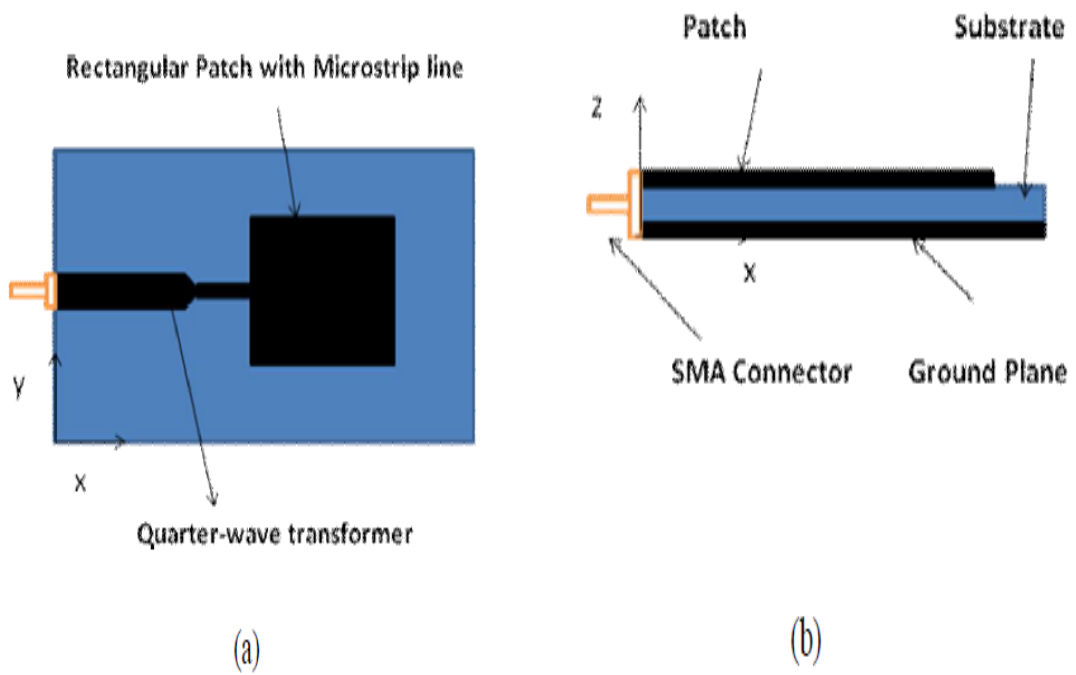 Rectangular Patch with Microstrip line
y
x
Quarter-wave transformer
(a)
Patch
Substrate
Z
x
SMA Connector
Ground Plane
(b)